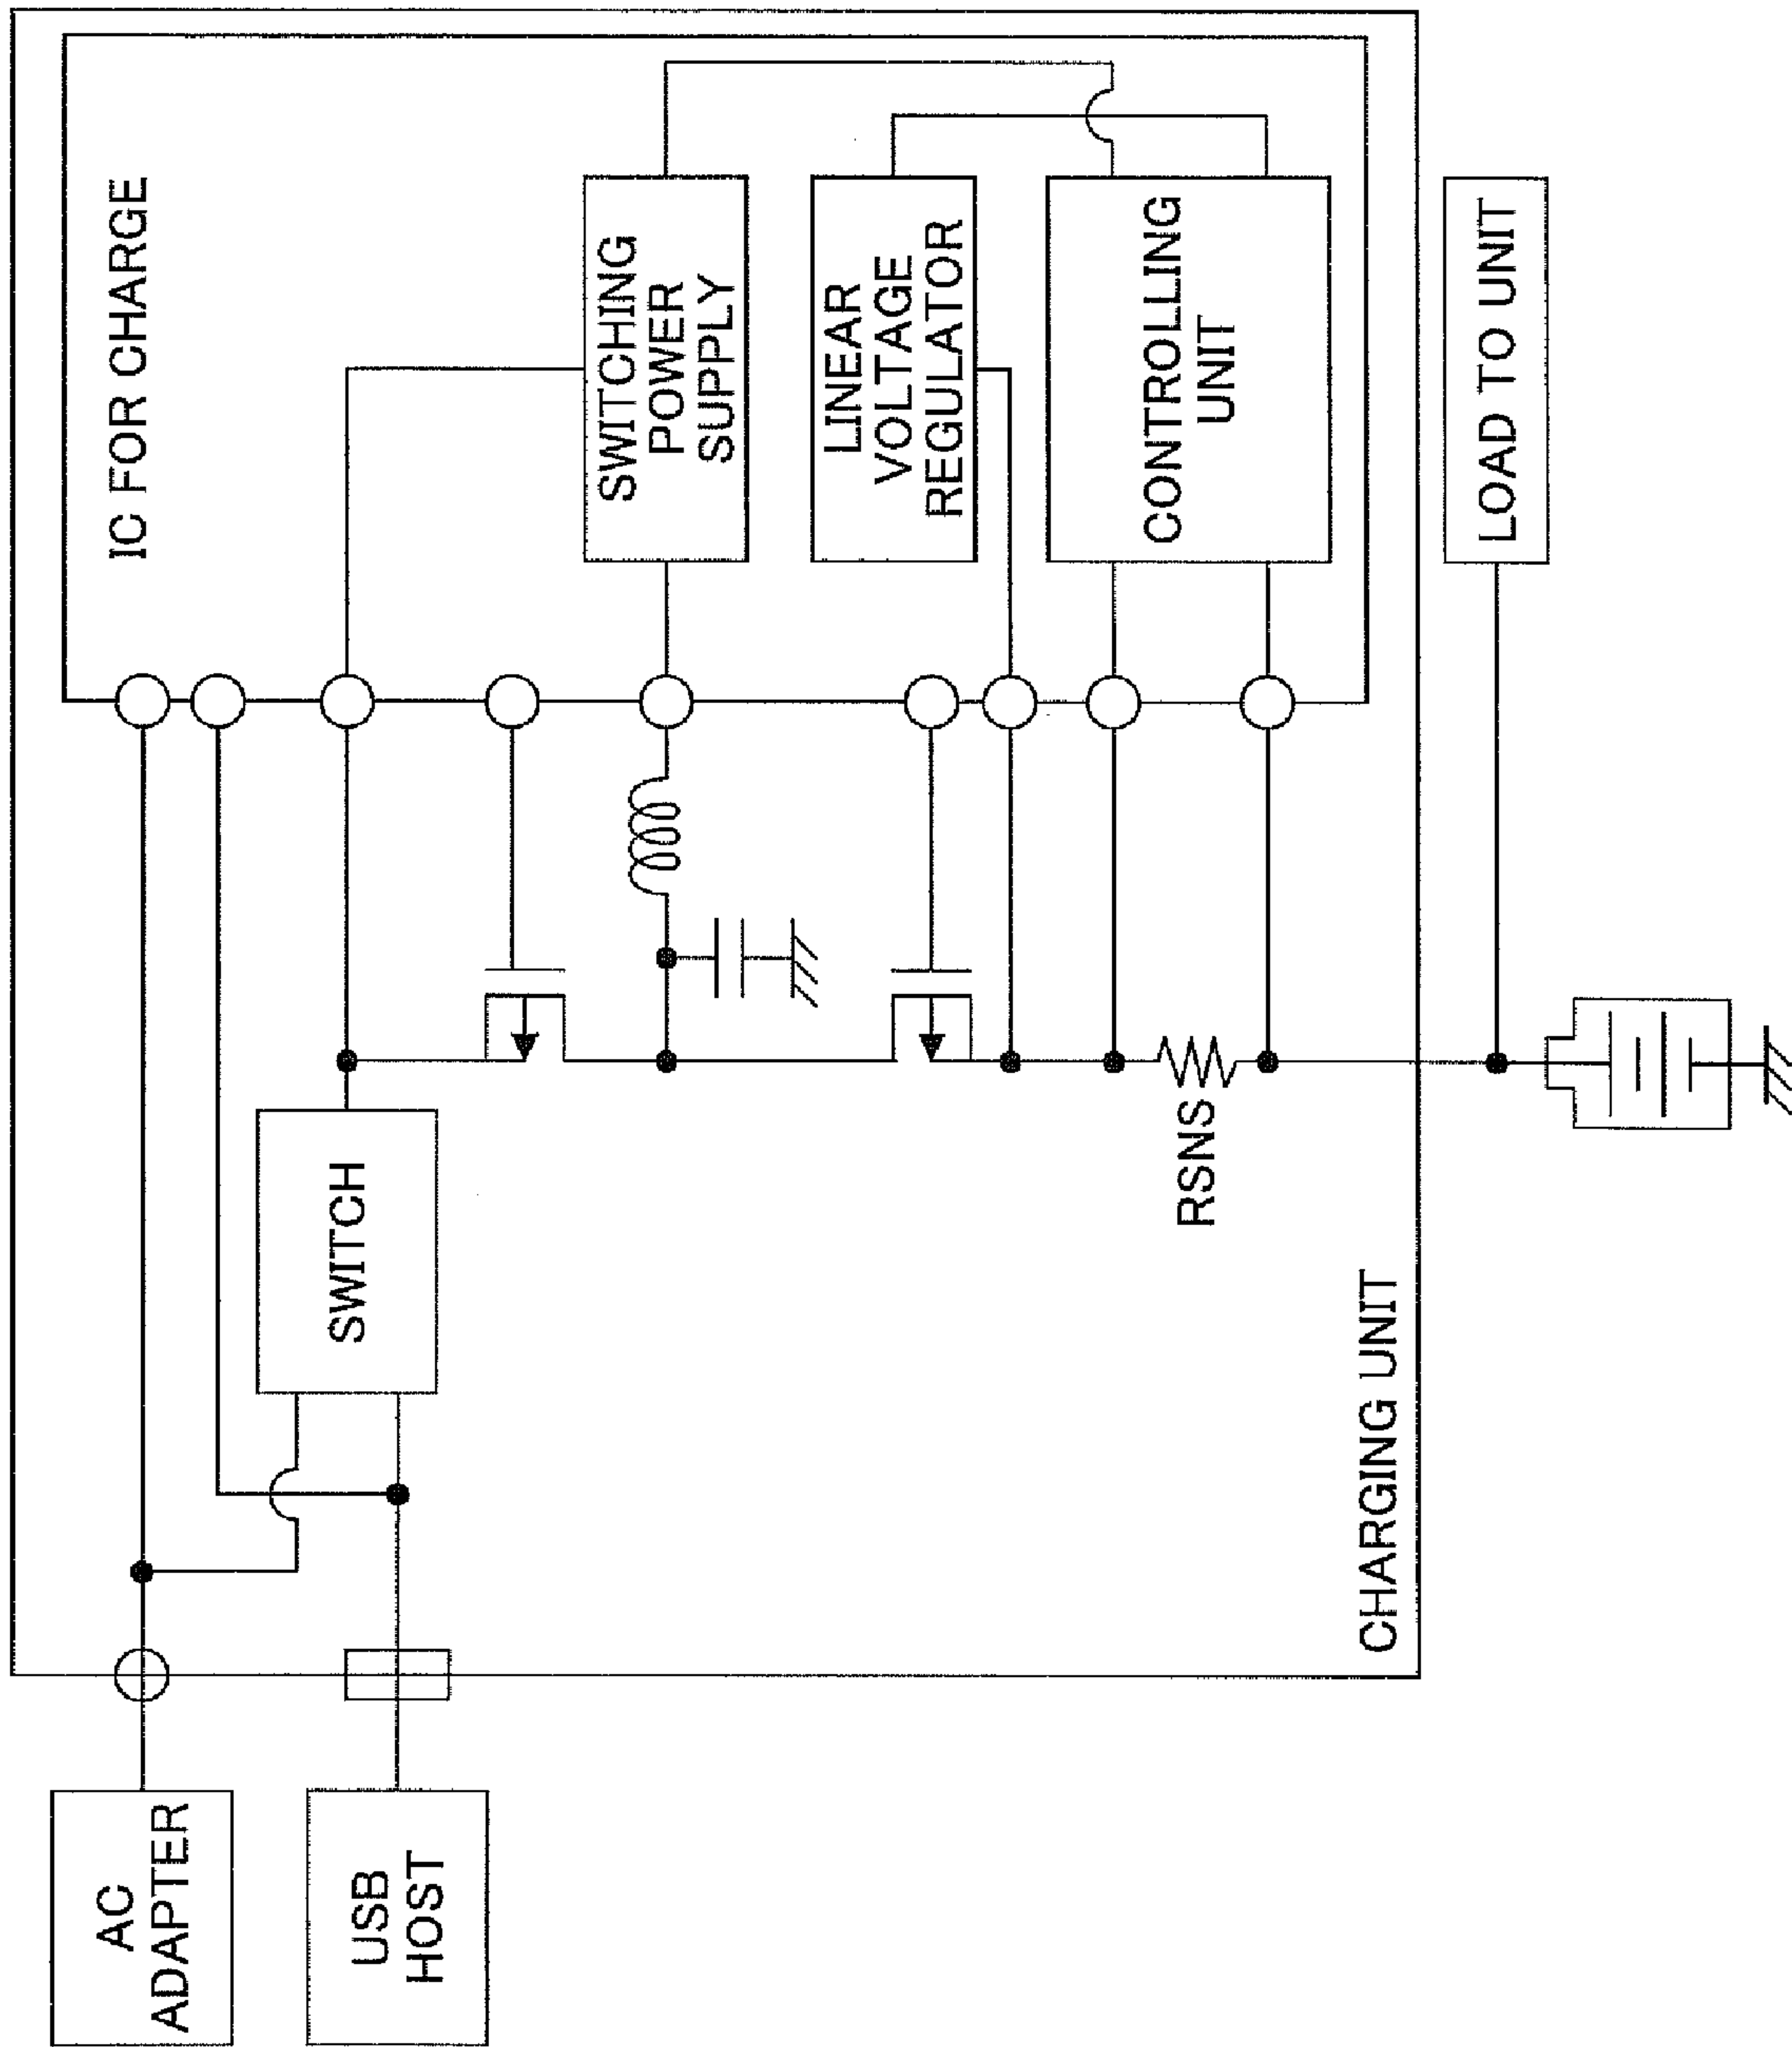 IC FOR CHARGE
SWITCHING
POWER
SUPPLY
LINEAR
VOLTAGE
REGULATOR
CONTROLLING
UNIT
LOAD TO UNIT
SWITCH
RSNS
CHARGING UNIT
AC
ADAPTER
USB
HOST